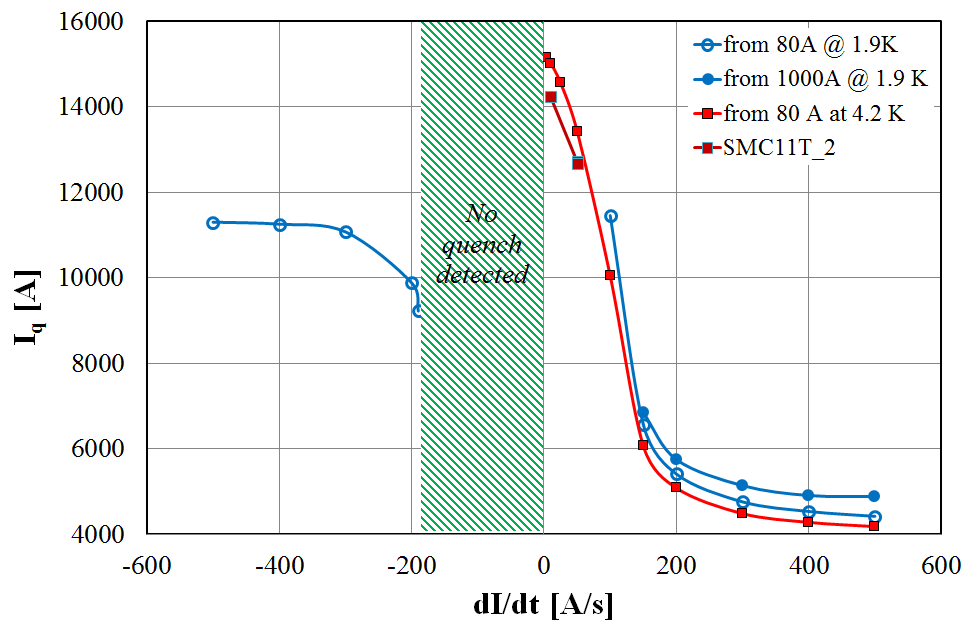 16000
14000
12000
10000
8000
6000
4000
-600
-400
-200
0
200
400
600
Iq [A]
dI/dt [A/s]
No
quench
detected
from 80A @ 1.9K
from 1000A @ 1.9 K
from 80 A at 4.2 K
SMC11T_2